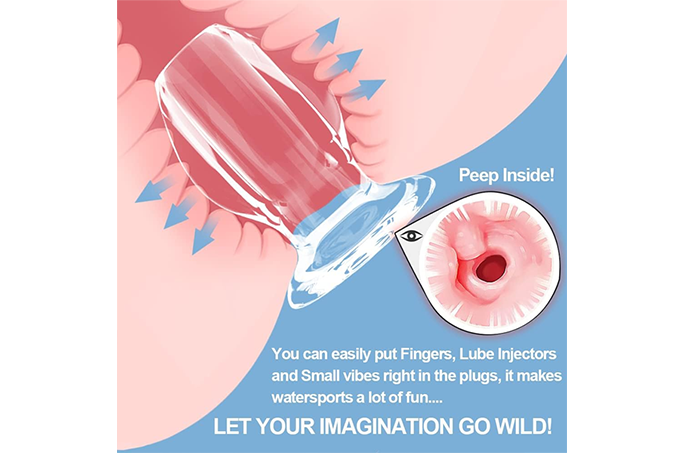 Peep Inside!
You can easily put Fingers, Lube Injectors
and Small vibes right in the plugs, it makes
watersports a lot of fun....
LET YOUR IMAGINATION GO WILD!